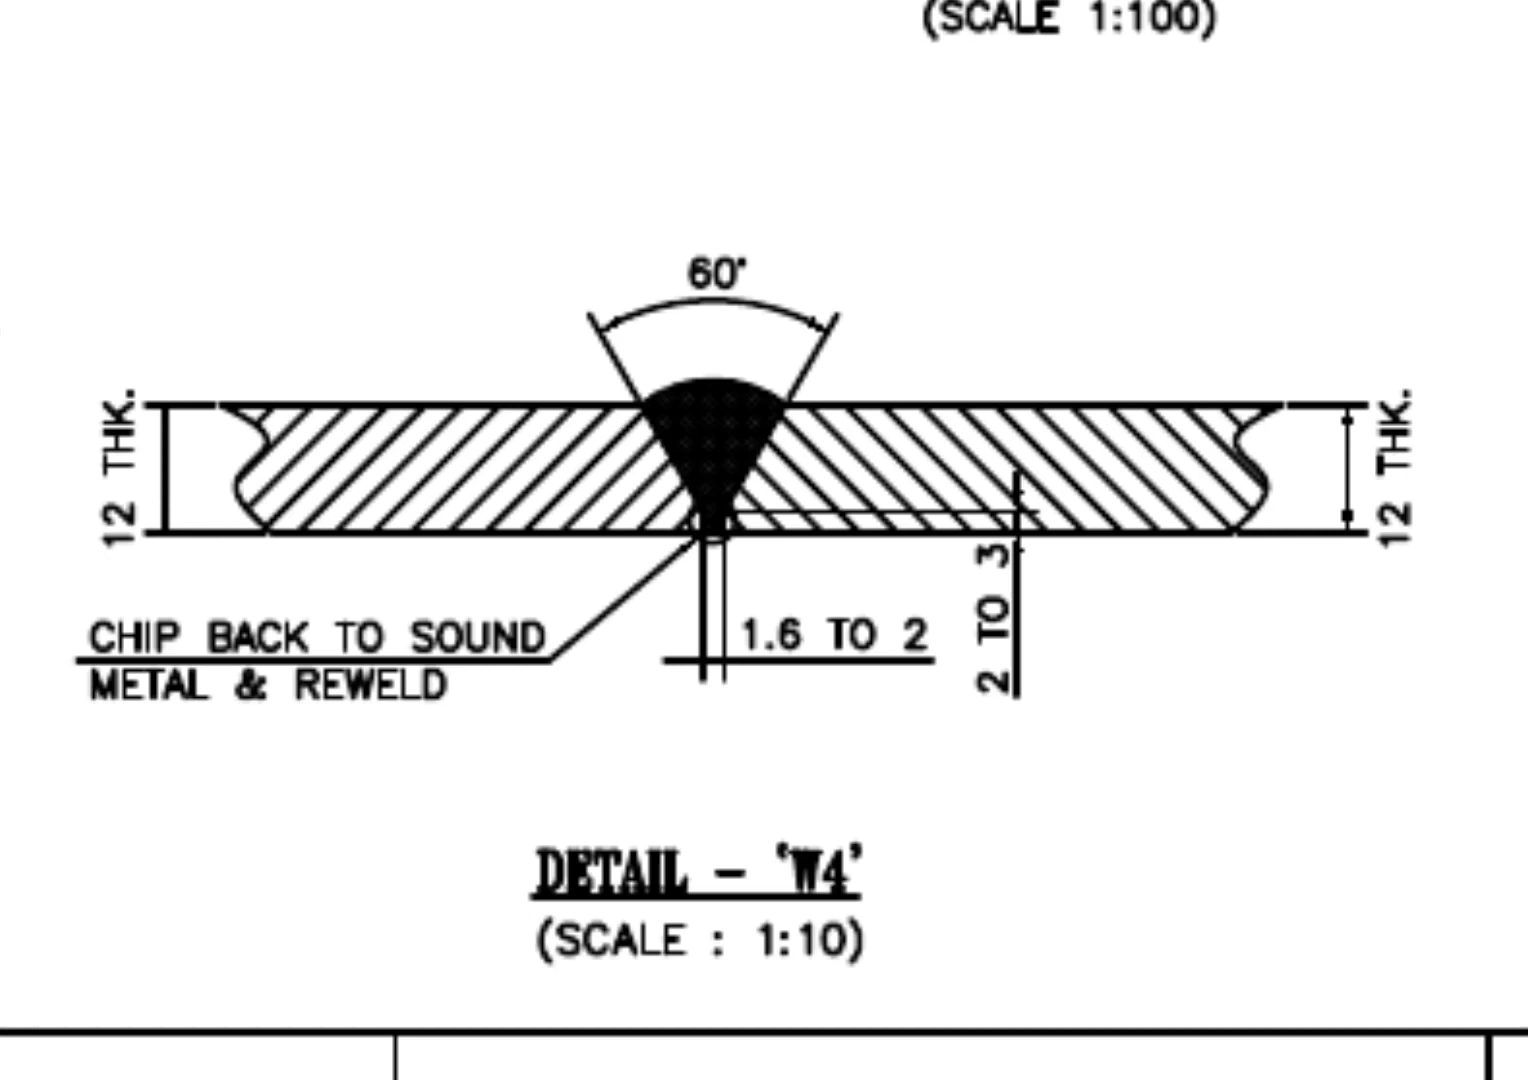 (SCALE 1:100)
60°
12 THK.
12 THK.
CHIP BACK TO SOUND
METAL & REWELD
1.6 TO 2
2 TO 3
DETAIL - 'W4'
(SCALE : 1:10)